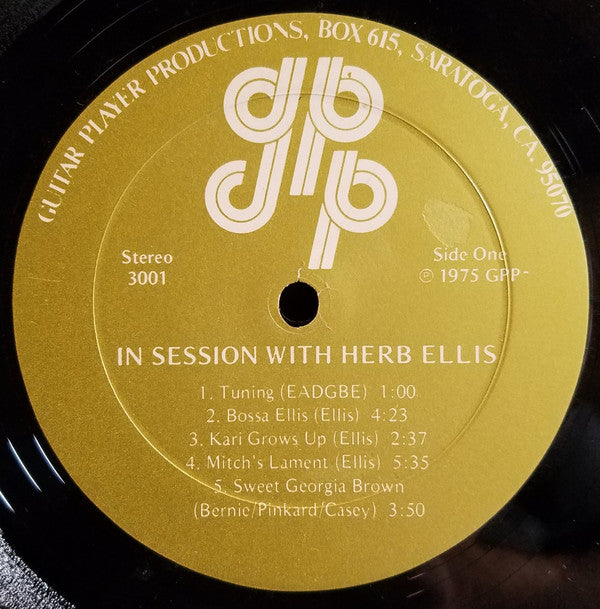 GUITAR PLAYER PRODUCTIONS, BOX 615, SARATOGA, CA. 95070
gpp
Stereo
3001
Side One
℗ 1975 GPP
IN SESSION WITH HERB ELLIS
1. Tuning (EADGBE) 1:00
2. Bossa Ellis (Ellis) 4:23
3. Kari Grows Up (Ellis) 2:37
4. Mitch's Lament (Ellis) 5:35
5. Sweet Georgia Brown
(Bernie/Pinkard/Casey) 3:50